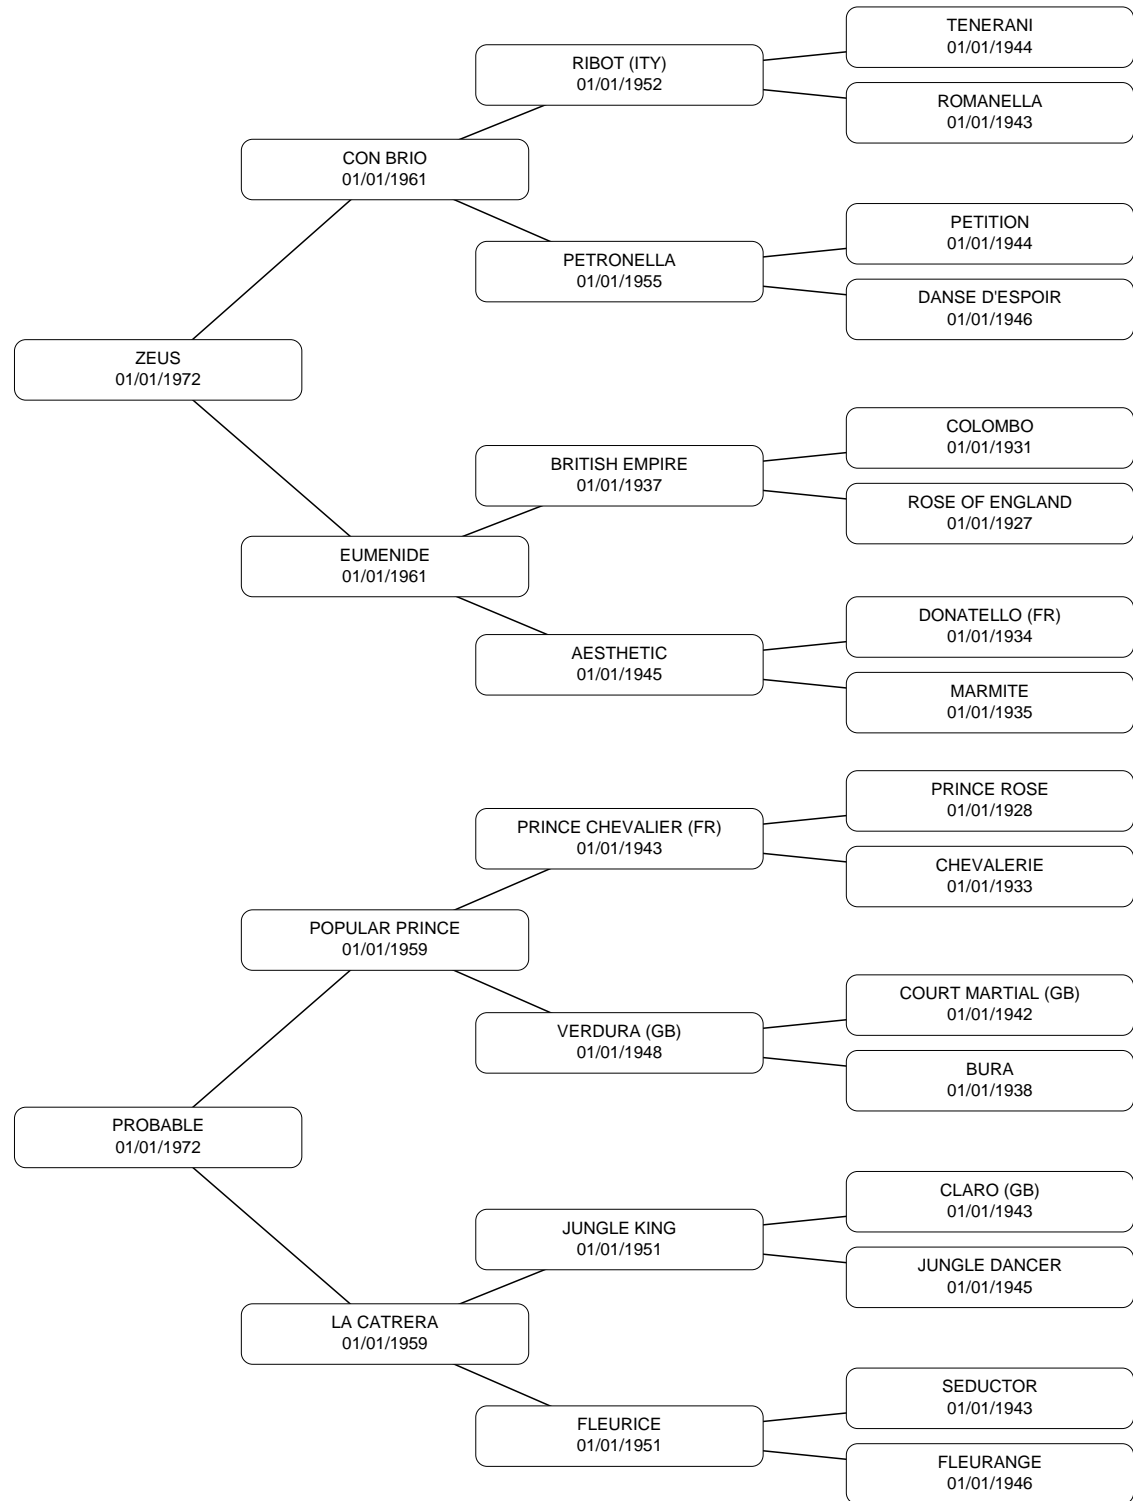 TENERANI
01/01/1944
RIBOT (ITY)
01/01/1952
ROMANELLA
01/01/1943
CON BRIO
01/01/1961
PETITION
01/01/1944
PETRONELLA
01/01/1955
DANSE D'ESPOIR
01/01/1946
ZEUS
01/01/1972
COLOMBO
01/01/1931
BRITISH EMPIRE
01/01/1937
ROSE OF ENGLAND
01/01/1927
EUMENIDE
01/01/1961
DONATELLO (FR)
01/01/1934
AESTHETIC
01/01/1945
MARMITE
01/01/1935
PRINCE ROSE
01/01/1928
PRINCE CHEVALIER (FR)
01/01/1943
CHEVALERIE
01/01/1933
POPULAR PRINCE
01/01/1959
COURT MARTIAL (GB)
01/01/1942
VERDURA (GB)
01/01/1948
BURA
01/01/1938
PROBABLE
01/01/1972
CLARO (GB)
01/01/1943
JUNGLE KING
01/01/1951
JUNGLE DANCER
01/01/1945
LA CATRERA
01/01/1959
SEDUCTOR
01/01/1943
FLEURICE
01/01/1951
FLEURANGE
01/01/1946